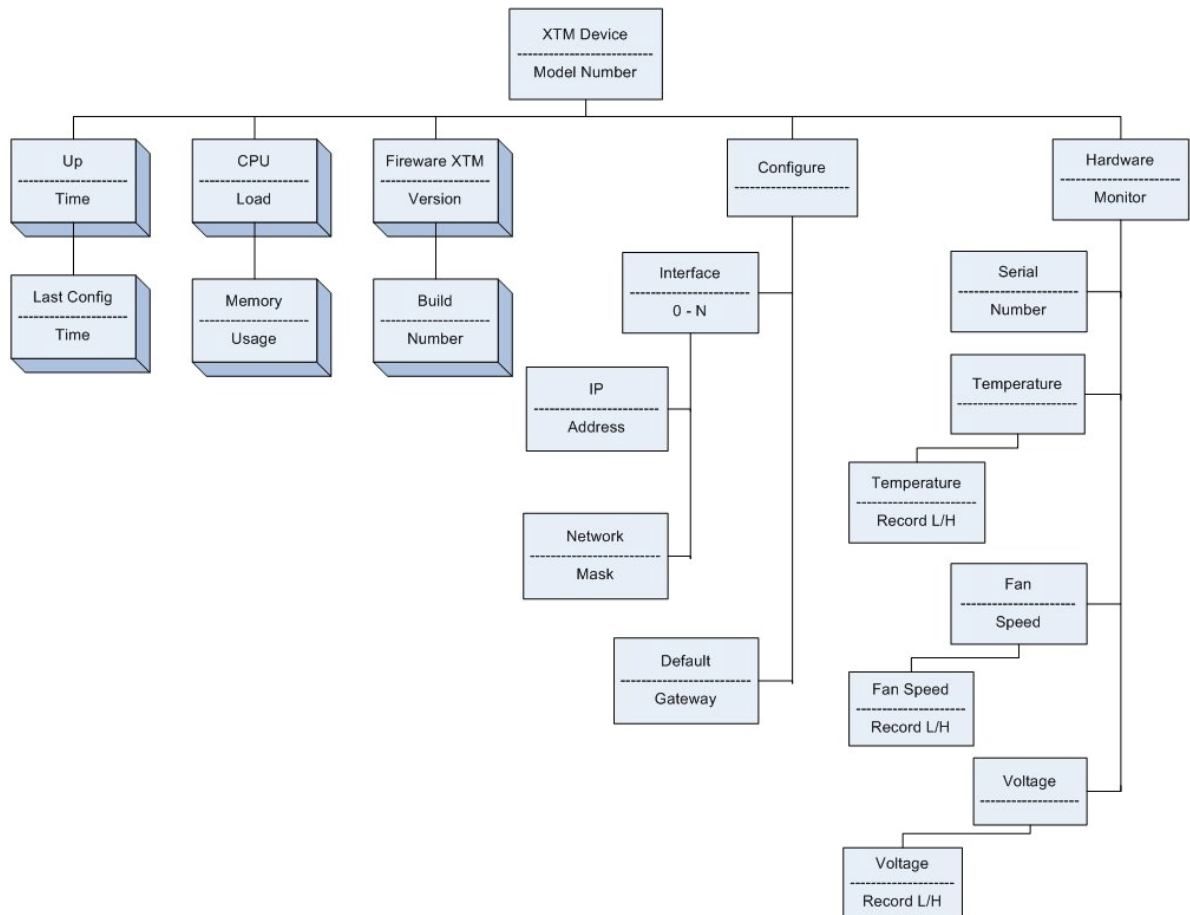 XTM Device
Model Number
Up
Time
CPU
Load
Fireware XTM
Version
Configure
Hardware
Monitor
Last Config
Time
Memory
Usage
Build
Number
Interface
0 - N
IP
Address
Network
Mask
Default
Gateway
Serial
Number
Temperature
Temperature
Record L/H
Fan
Speed
Fan Speed
Record L/H
Voltage
Voltage
Record L/H